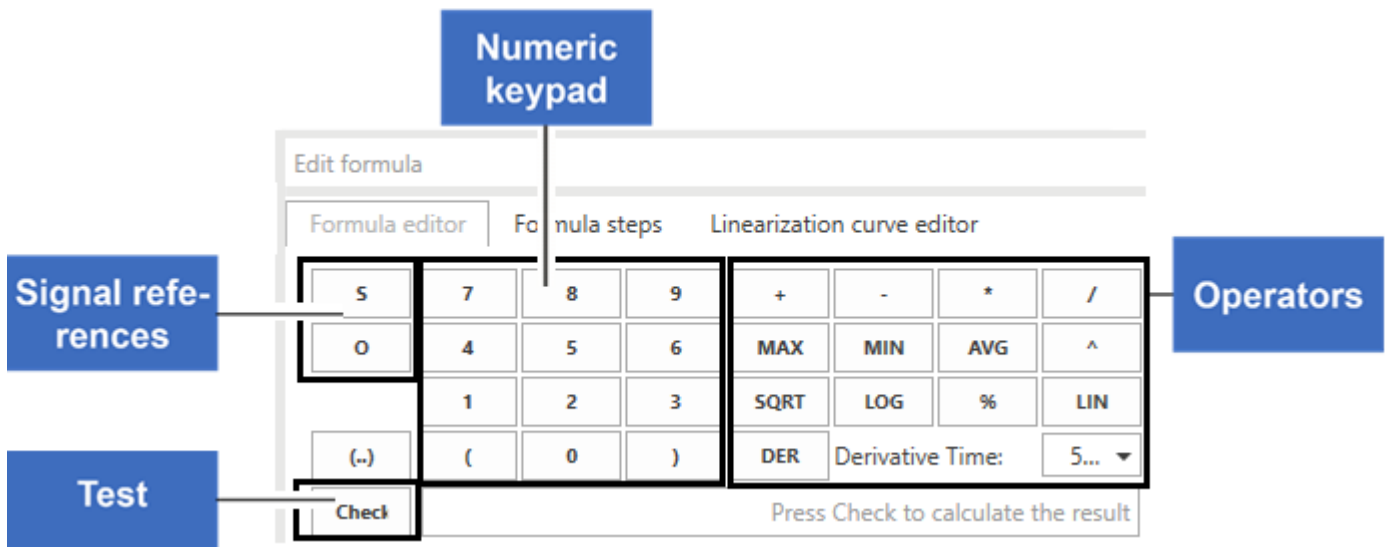 Numeric
keypad
Edit formula
Formula editor Formula steps Linearization curve editor
Signal refe-
rences
Operators
S 7 8 9 + - * /
O 4 5 6 MAX MIN AVG ^
1 2 3 SQRT LOG % LIN
(..) ( 0 ) DER Derivative Time: 5...
Test
Check Press Check to calculate the result